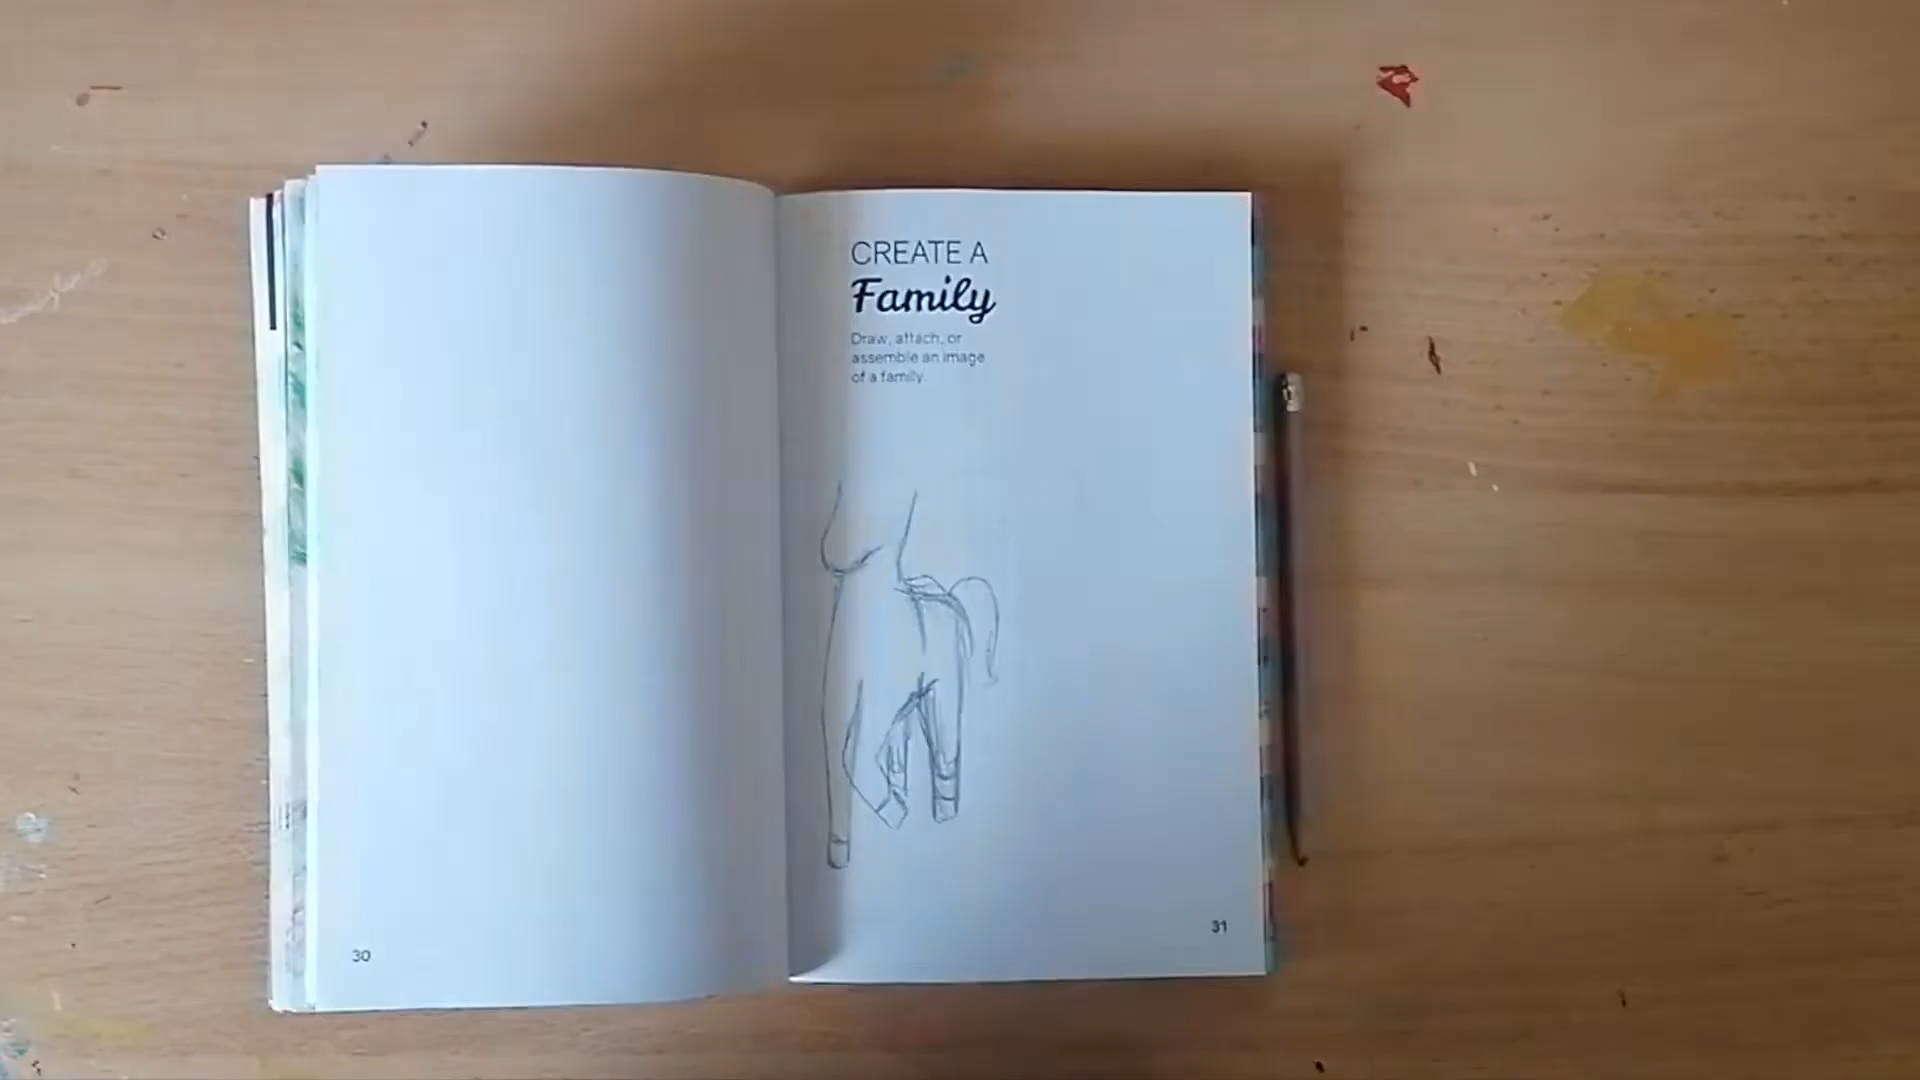 CREATE A
Family
Draw, attach, or
assemble an image
of a family.
30
31